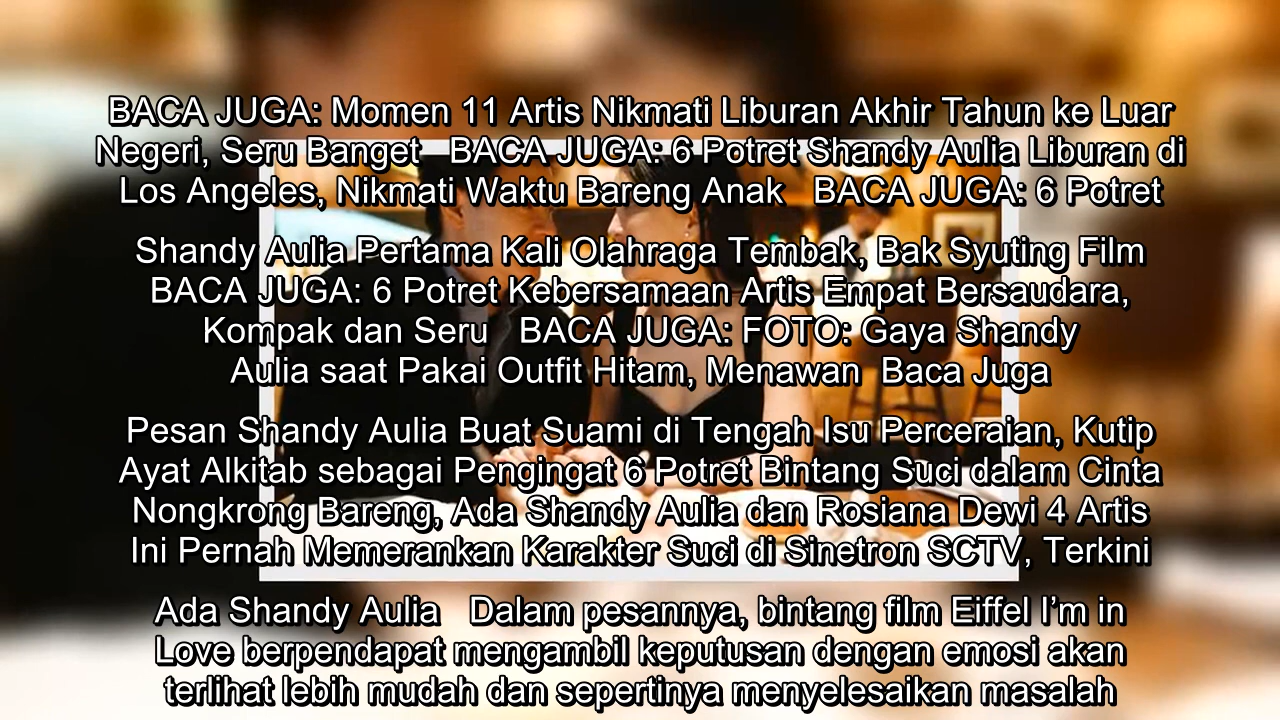 BACA JUGA: Momen 11 Artis Nikmati Liburan Akhir Tahun ke Luar
Negeri, Seru Banget   BACA JUGA: 6 Potret Shandy Aulia Liburan di
Los Angeles, Nikmati Waktu Bareng Anak   BACA JUGA: 6 Potret
Shandy Aulia Pertama Kali Olahraga Tembak, Bak Syuting Film
BACA JUGA: 6 Potret Kebersamaan Artis Empat Bersaudara,
Kompak dan Seru   BACA JUGA: FOTO: Gaya Shandy
Aulia saat Pakai Outfit Hitam, Menawan  Baca Juga
Pesan Shandy Aulia Buat Suami di Tengah Isu Perceraian, Kutip
Ayat Alkitab sebagai Pengingat 6 Potret Bintang Suci dalam Cinta
Nongkrong Bareng, Ada Shandy Aulia dan Rosiana Dewi 4 Artis
Ini Pernah Memerankan Karakter Suci di Sinetron SCTV, Terkini
Ada Shandy Aulia   Dalam pesannya, bintang film Eiffel I’m in
Love berpendapat mengambil keputusan dengan emosi akan
terlihat lebih mudah dan sepertinya menyelesaikan masalah